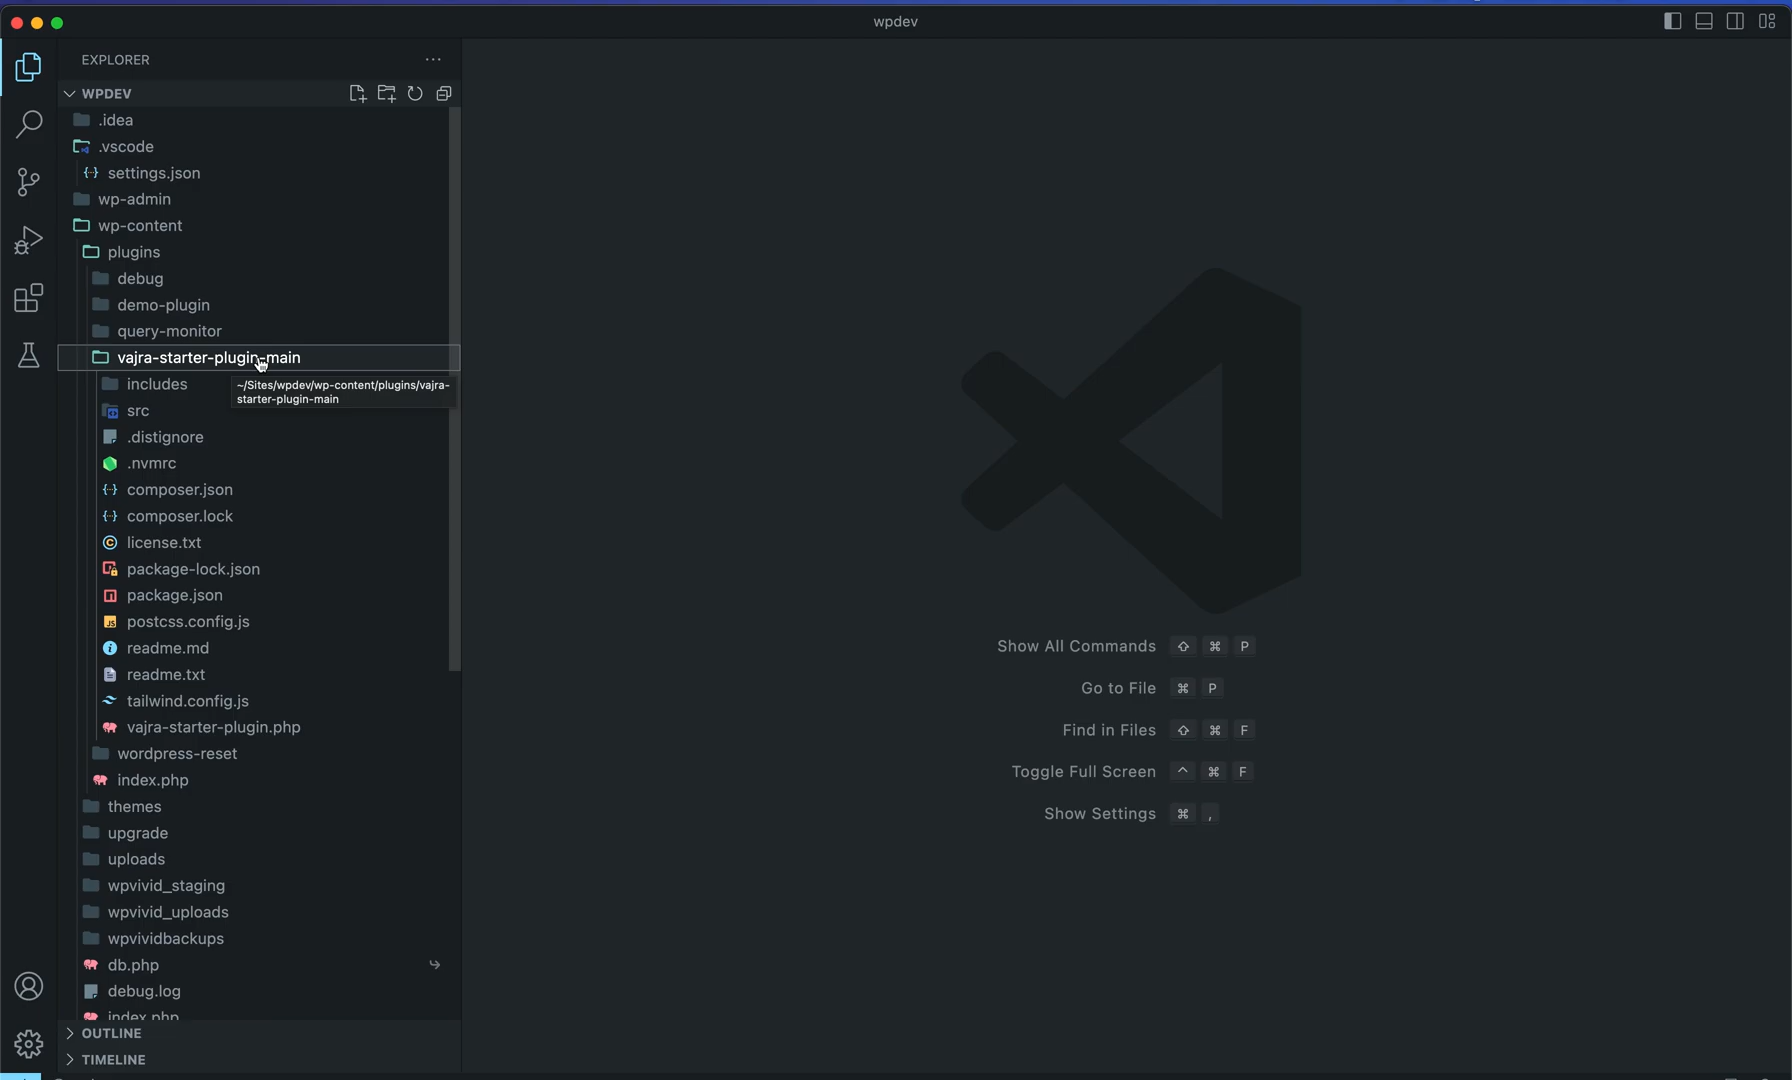 wpdev
EXPLORER
WPDEV
.idea
.vscode
settings.json
wp-admin
wp-content
plugins
debug
demo-plugin
query-monitor
vajra-starter-plugin-main
includes
~/Sites/wpdev/wp-content/plugins/vajra-
starter-plugin-main
src
.distignore
.nvmrc
composer.json
composer.lock
license.txt
package-lock.json
package.json
postcss.config.js
readme.md
readme.txt
tailwind.config.js
vajra-starter-plugin.php
wordpress-reset
index.php
themes
upgrade
uploads
wpvivid_staging
wpvivid_uploads
wpvividbackups
db.php
debug.log
index.php
OUTLINE
TIMELINE
Show All Commands ⇧ ⌘ P
Go to File ⌘ P
Find in Files ⇧ ⌘ F
Toggle Full Screen ^ ⌘ F
Show Settings ⌘ ,